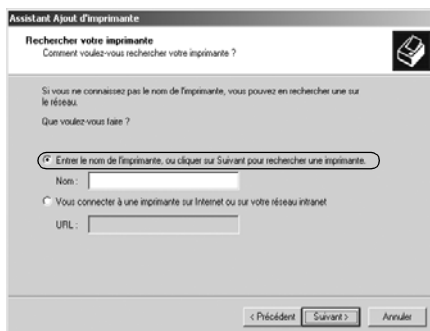 Assistant Ajout d'imprimante
Rechercher votre imprimante
Comment voulez-vous rechercher votre imprimante ?
Si vous ne connaissez pas le nom de l'imprimante, vous pouvez en rechercher une sur
le réseau.
Que voulez-vous faire ?
Entrer le nom de l'imprimante, ou cliquer sur Suivant pour rechercher une imprimante.
Nom :
Vous connecter à une imprimante sur Internet ou sur votre réseau intranet
URL :
< Précédent Suivant > Annuler